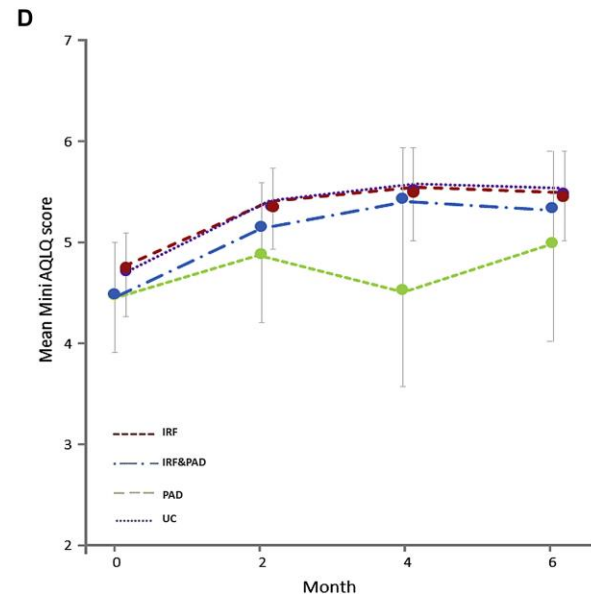 D
7
6
5
4
3
2
Mean Mini AQLQ score
IRF
IRF&PAD
PAD
UC
0 2 4 6
Month